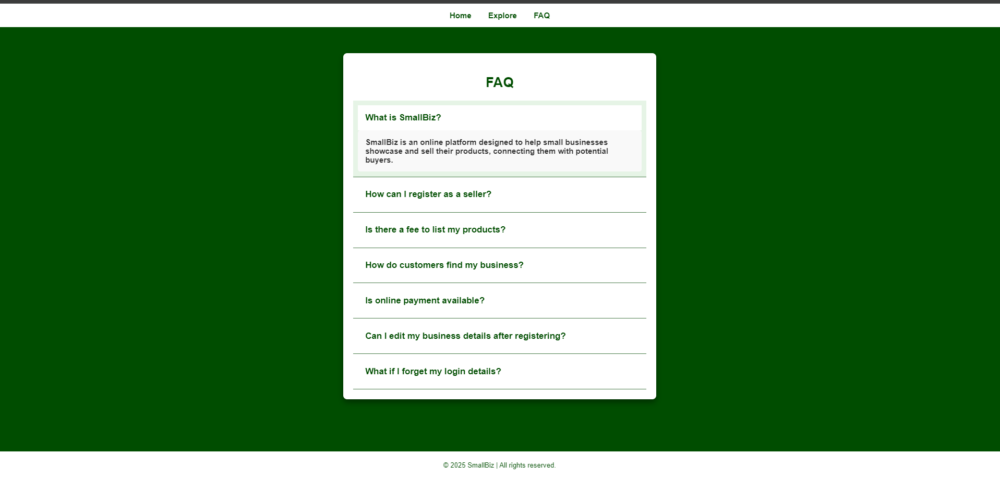 Home Explore FAQ
FAQ
What is SmallBiz?
SmallBiz is an online platform designed to help small businesses
showcase and sell their products, connecting them with potential
buyers.
How can I register as a seller?
Is there a fee to list my products?
How do customers find my business?
Is online payment available?
Can I edit my business details after registering?
What if I forget my login details?
© 2025 SmallBiz | All rights reserved.